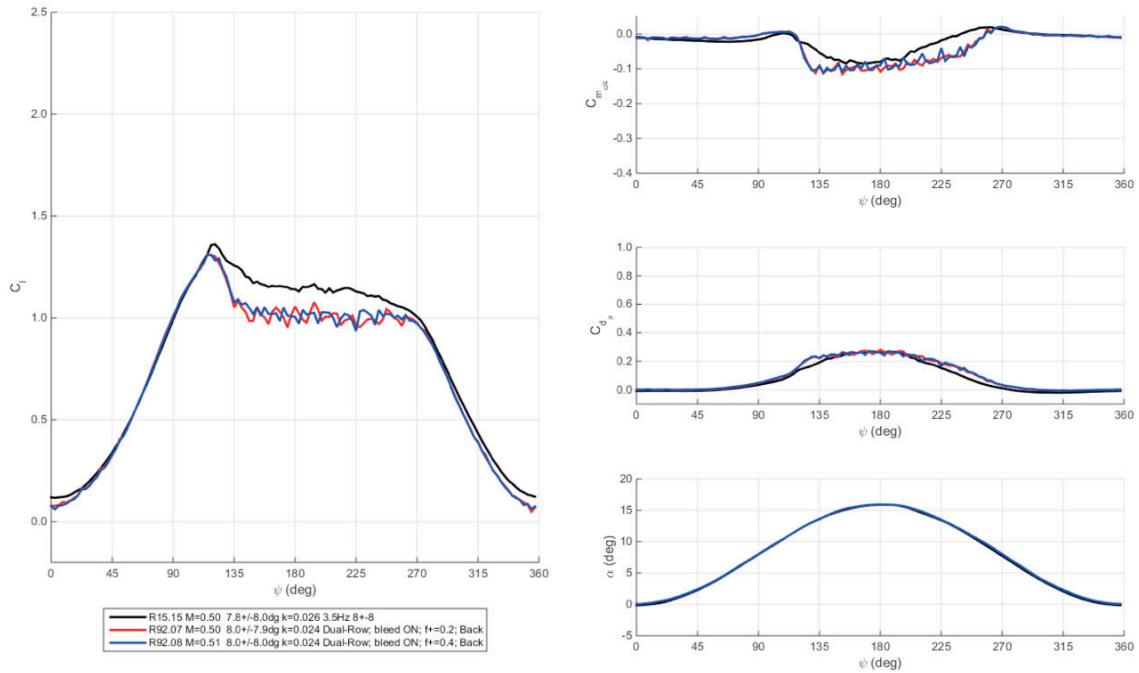 2.5
2.0
1.5
1.0
0.5
0.0
C_l
0 45 90 135 180 225 270 315 360
ψ (deg)
R15.15 M=0.50 7.8+/-8.0dg k=0.026 3.5Hz 8+-8
R92.07 M=0.50 8.0+/-7.9dg k=0.024 Dual-Row; bleed ON; f+=0.2; Back
R92.08 M=0.51 8.0+/-8.0dg k=0.024 Dual-Row; bleed ON; f+=0.4; Back
0.0
-0.1
-0.2
-0.3
-0.4
C_m c/4
0 45 90 135 180 225 270 315 360
ψ (deg)
1.0
0.8
0.6
0.4
0.2
0.0
C_d p
0 45 90 135 180 225 270 315 360
ψ (deg)
20
15
10
5
0
-5
α (deg)
0 45 90 135 180 225 270 315 360
ψ (deg)